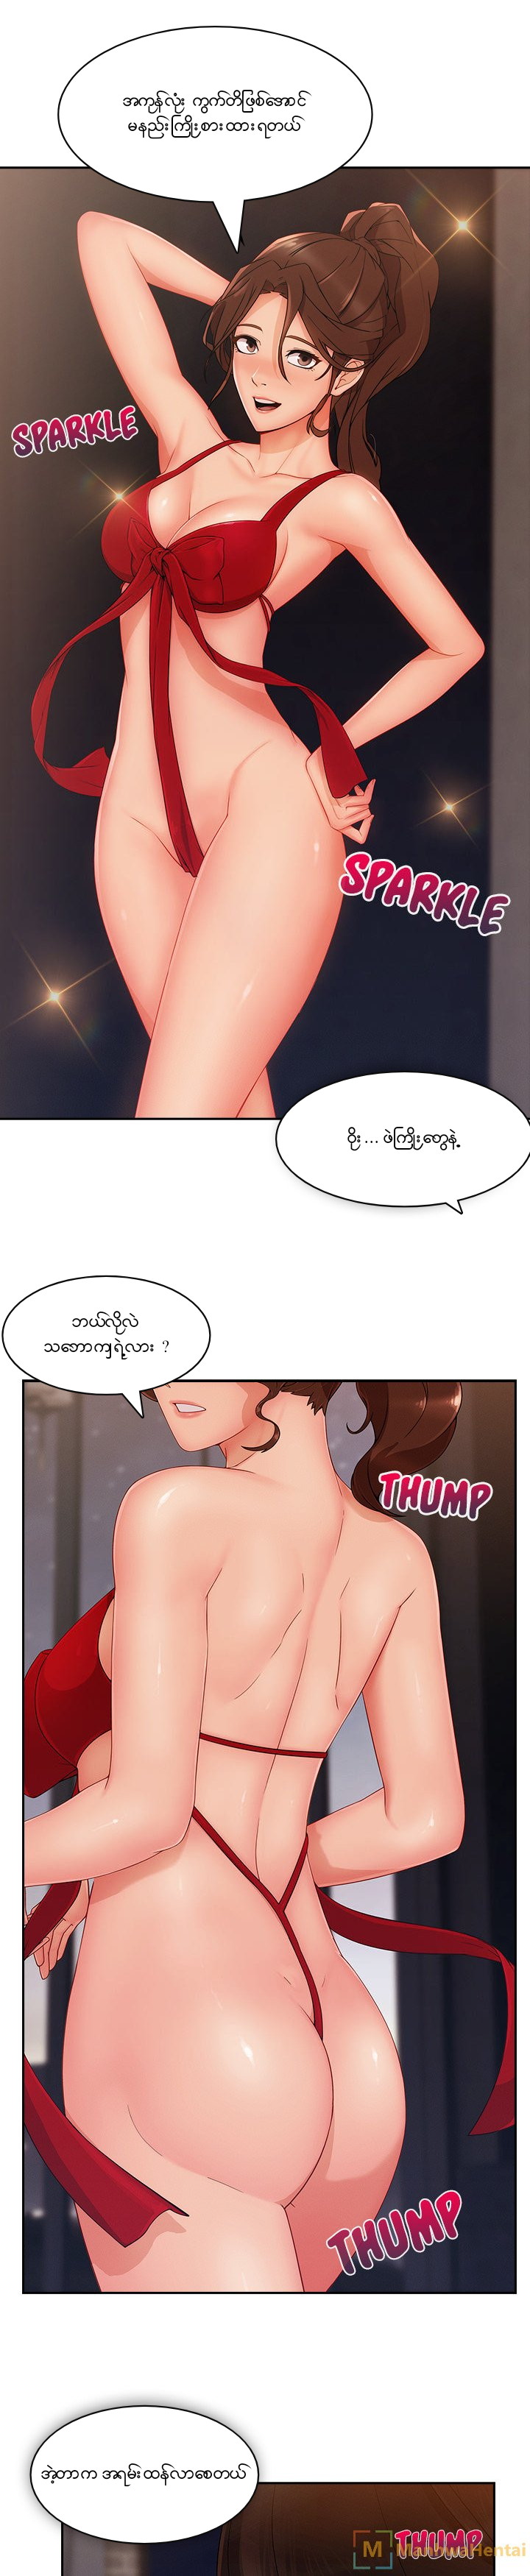 အကုန်လုံး ကွက်တိဖြစ်အောင်
မနည်းကြိုးစားထားရတယ်
SPARKLE
SPARKLE
ဝိုး... ဖဲကြိုးတွေနဲ့
ဘယ်လိုလဲ
သဘောကျရဲ့လား ?
THUMP
THUMP
အဲ့တာက အရမ်းထန်လာစေတယ်
THUMP
ManhwaHentai